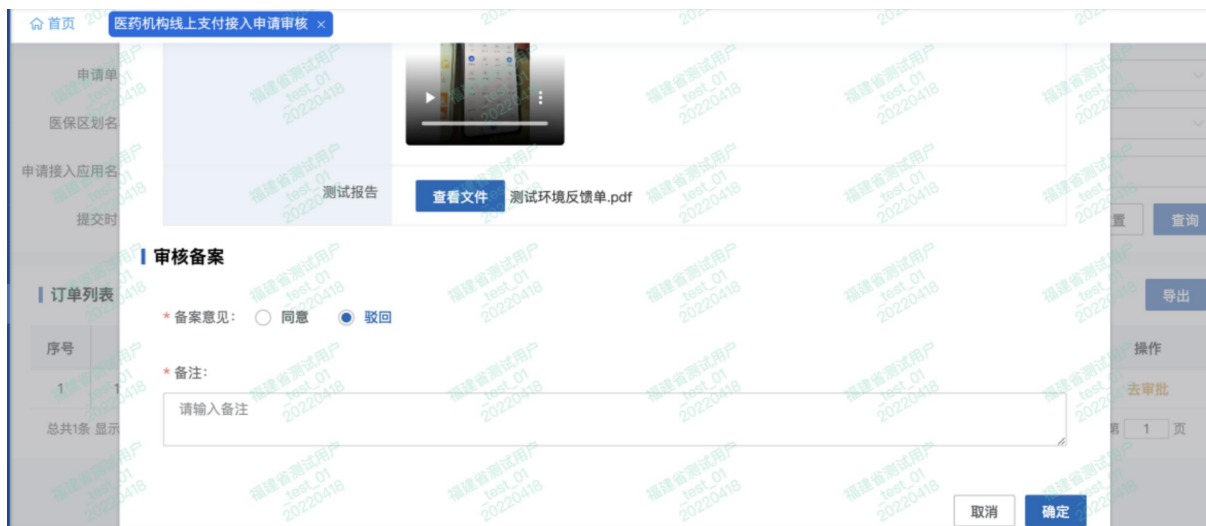 首页 医药机构线上支付接入申请审核 ×
申请单
医保区划名
申请接入应用名
提交时
测试报告 查看文件 测试环境反馈单.pdf
置 查询
审核备案
订单列表 导出
* 备案意见: 同意 驳回
序号 操作
* 备注:
1 1 去审批
请输入备注
总共1条 显示 第 1 页
取消 确定
福建省测试用户
_test_01
20220418